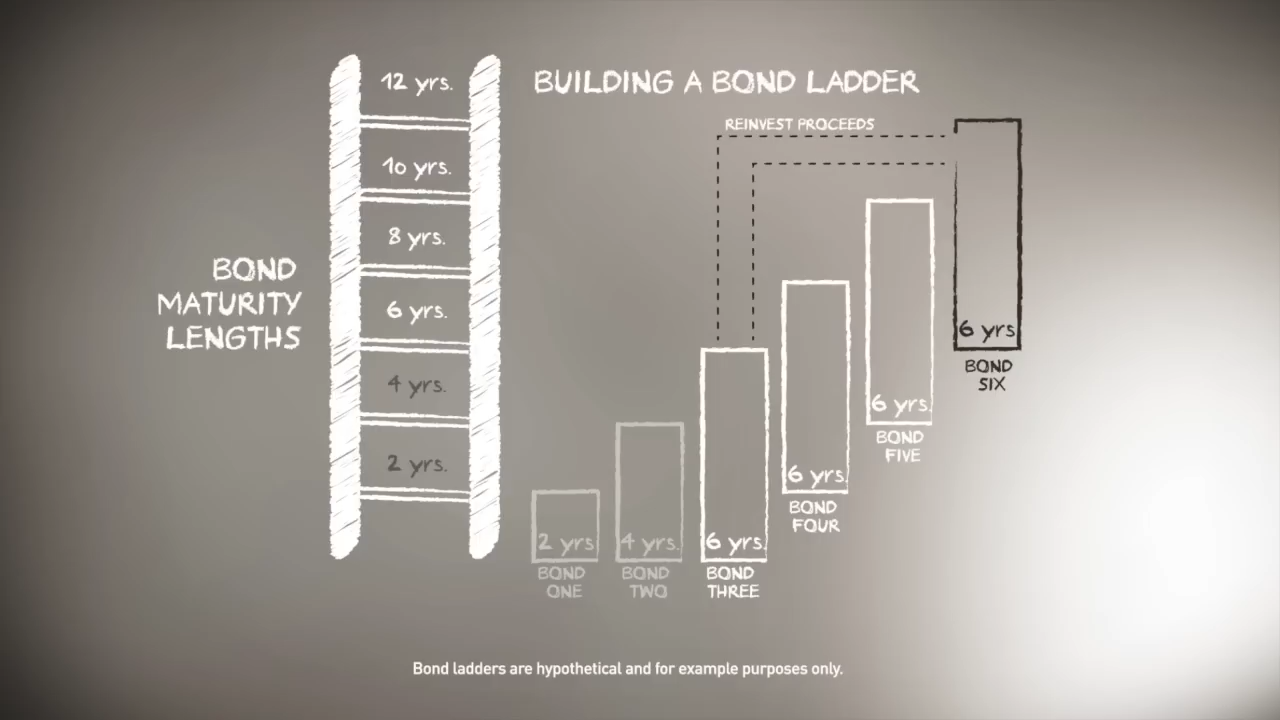 12 yrs.
BUILDING A BOND LADDER
REINVEST PROCEEDS
10 yrs.
8 yrs.
BOND
MATURITY
LENGTHS
6 yrs.
4 yrs.
2 yrs.
2 yrs.
BOND
ONE
4 yrs.
BOND
TWO
6 yrs.
BOND
THREE
6 yrs.
BOND
FOUR
6 yrs.
BOND
FIVE
6 yrs.
BOND
SIX
Bond ladders are hypothetical and for example purposes only.